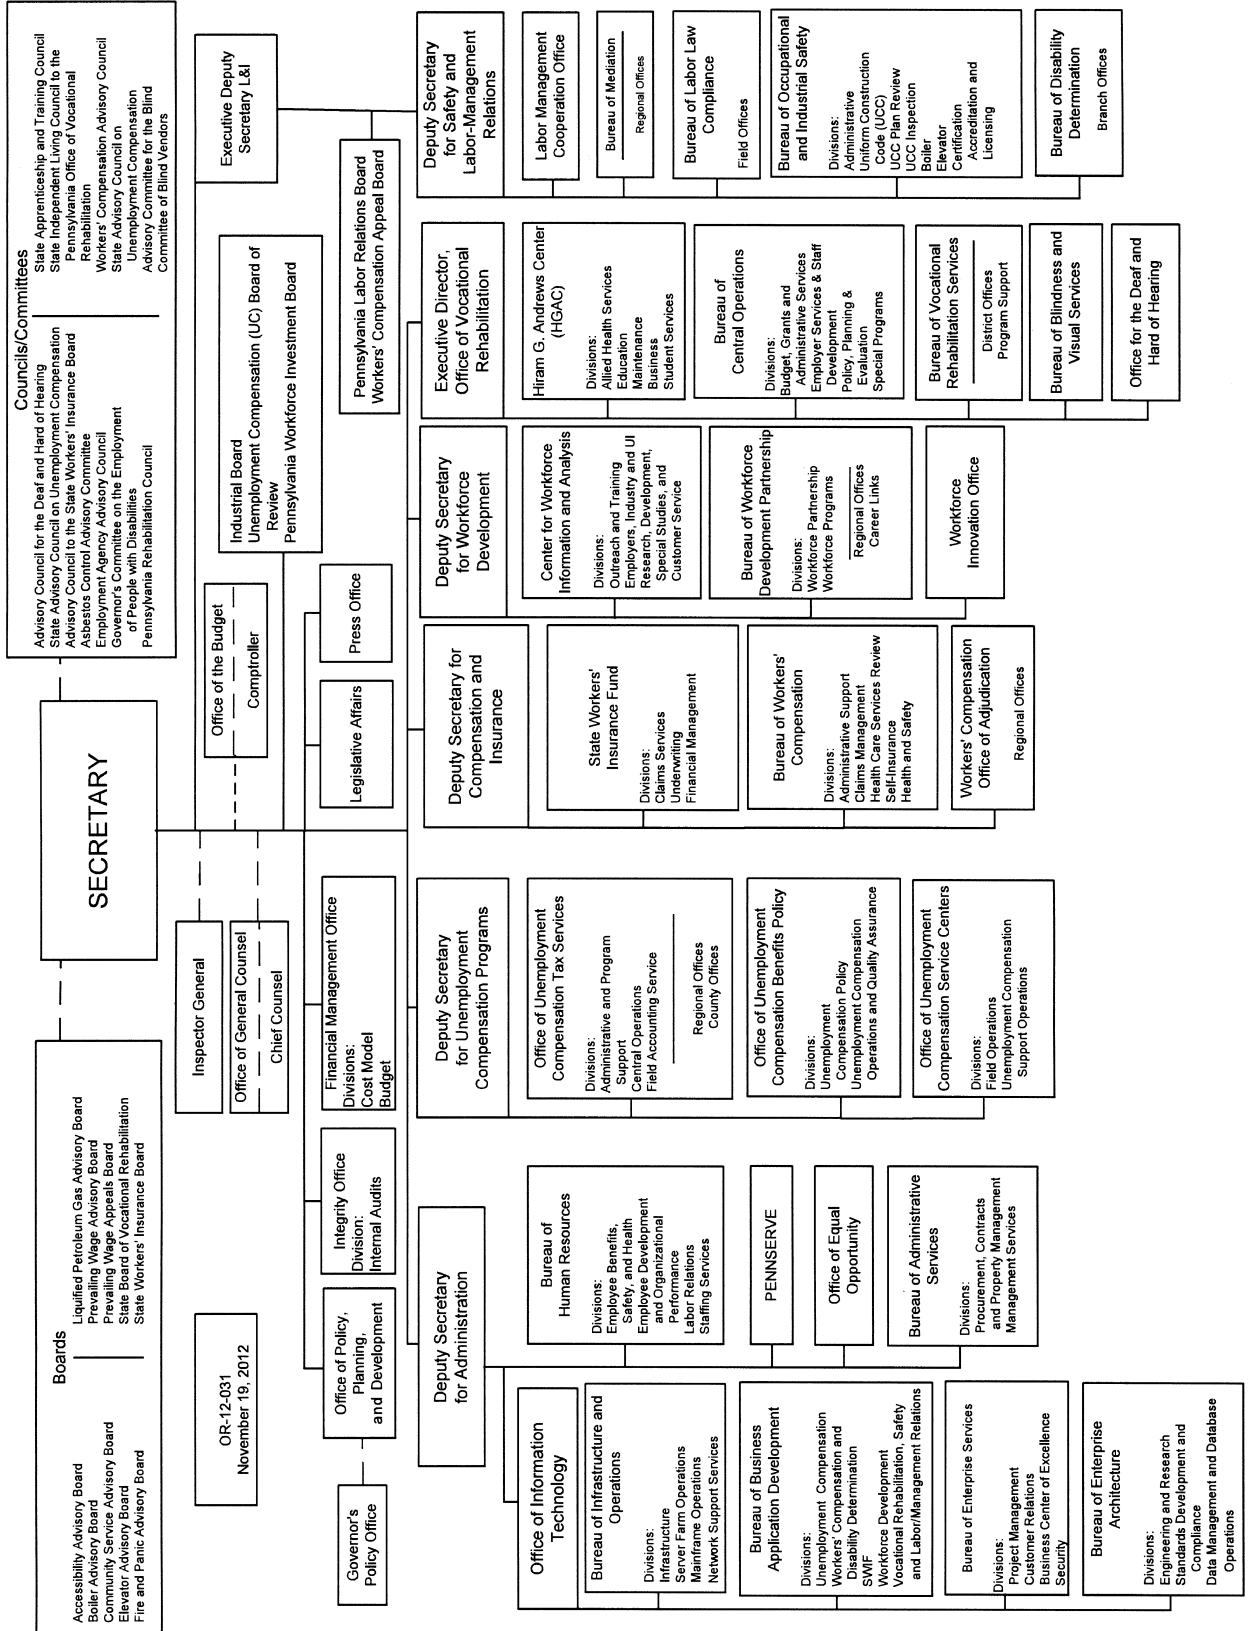 Boards
Accessibility Advisory Board
Boiler Advisory Board
Community Service Advisory Board
Elevator Advisory Board
Fire and Panic Advisory Board
Liquified Petroleum Gas Advisory Board
Prevailing Wage Advisory Board
Prevailing Wage Appeals Board
State Board of Vocational Rehabilitation
State Workers' Insurance Board
SECRETARY
Councils/Committees
Advisory Council for the Deaf and Hard of Hearing
State Advisory Council on Unemployment Compensation
Advisory Council to the State Workers' Insurance Board
Asbestos Control Advisory Committee
Employment Agency Advisory Council
Governor's Committee on the Employment
of People with Disabilities
Pennsylvania Rehabilitation Council
State Apprenticeship and Training Council
State Independent Living Council to the
Pennsylvania Office of Vocational
Rehabilitation
Workers' Compensation Advisory Council
State Advisory Council on
Unemployment Compensation
Advisory Committee for the Blind
Committee of Blind Vendors
OR-12-031
November 19, 2012
Inspector General
Office of General Counsel
Chief Counsel
Office of the Budget
Comptroller
Executive Deputy
Secretary L&I
Industrial Board
Unemployment Compensation (UC) Board of
Review
Pennsylvania Workforce Investment Board
Governor's
Policy Office
Office of Policy,
Planning,
and Development
Integrity Office
Division:
Internal Audits
Financial Management Office
Divisions:
Cost Model
Budget
Legislative Affairs
Press Office
Pennsylvania Labor Relations Board
Workers' Compensation Appeal Board
Deputy Secretary
for Administration
Office of Information
Technology
Bureau of Infrastructure and
Operations
Divisions:
Infrastructure
Server Farm Operations
Mainframe Operations
Network Support Services
Bureau of Business
Application Development
Divisions:
Unemployment Compensation
Workers' Compensation and
Disability Determination
SWIF
Workforce Development
Vocational Rehabilitation, Safety
and Labor/Management Relations
Bureau of Enterprise Services
Divisions:
Project Management
Customer Relations
Business Center of Excellence
Security
Bureau of Enterprise
Architecture
Divisions:
Engineering and Research
Standards Development and
Compliance
Data Management and Database
Operations
Bureau of
Human Resources
Divisions:
Employee Benefits,
Safety, and Health
Employee Development
and Organizational
Performance
Labor Relations
Staffing Services
PENNSERVE
Office of Equal
Opportunity
Bureau of Administrative
Services
Divisions:
Procurement, Contracts
and Property Management
Management Services
Deputy Secretary
for Unemployment
Compensation Programs
Office of Unemployment
Compensation Tax Services
Divisions:
Administrative and Program
Support
Central Operations
Field Accounting Service
Regional Offices
County Offices
Office of Unemployment
Compensation Benefits Policy
Divisions:
Unemployment
Compensation Policy
Unemployment Compensation
Operations and Quality Assurance
Office of Unemployment
Compensation Service Centers
Divisions:
Field Operations
Unemployment Compensation
Support Operations
Deputy Secretary for
Compensation and
Insurance
State Workers'
Insurance Fund
Divisions:
Claims Services
Underwriting
Financial Management
Bureau of Workers'
Compensation
Divisions:
Administrative Support
Claims Management
Health Care Services Review
Self-Insurance
Health and Safety
Workers' Compensation
Office of Adjudication
Regional Offices
Deputy Secretary
for Workforce
Development
Center for Workforce
Information and Analysis
Divisions:
Outreach and Training
Employers, Industry and UI
Research, Development,
Special Studies, and
Customer Service
Bureau of Workforce
Development Partnership
Divisions:
Workforce Partnership
Workforce Programs
Regional Offices
Career Links
Workforce
Innovation Office
Executive Director,
Office of Vocational
Rehabilitation
Hiram G. Andrews Center
(HGAC)
Divisions:
Allied Health Services
Education
Maintenance
Business
Student Services
Bureau of
Central Operations
Divisions:
Budget, Grants and
Administrative Services
Employer Services & Staff
Development
Policy, Planning &
Evaluation
Special Programs
Bureau of Vocational
Rehabilitation Services
District Offices
Program Support
Bureau of Blindness and
Visual Services
Office for the Deaf and
Hard of Hearing
Deputy Secretary
for Safety and
Labor-Management
Relations
Labor Management
Cooperation Office
Bureau of Mediation
Regional Offices
Bureau of Labor Law
Compliance
Field Offices
Bureau of Occupational
and Industrial Safety
Divisions:
Administrative
Uniform Construction
Code (UCC)
UCC Plan Review
UCC Inspection
Boiler
Elevator
Certification
Accreditation and
Licensing
Bureau of Disability
Determination
Branch Offices